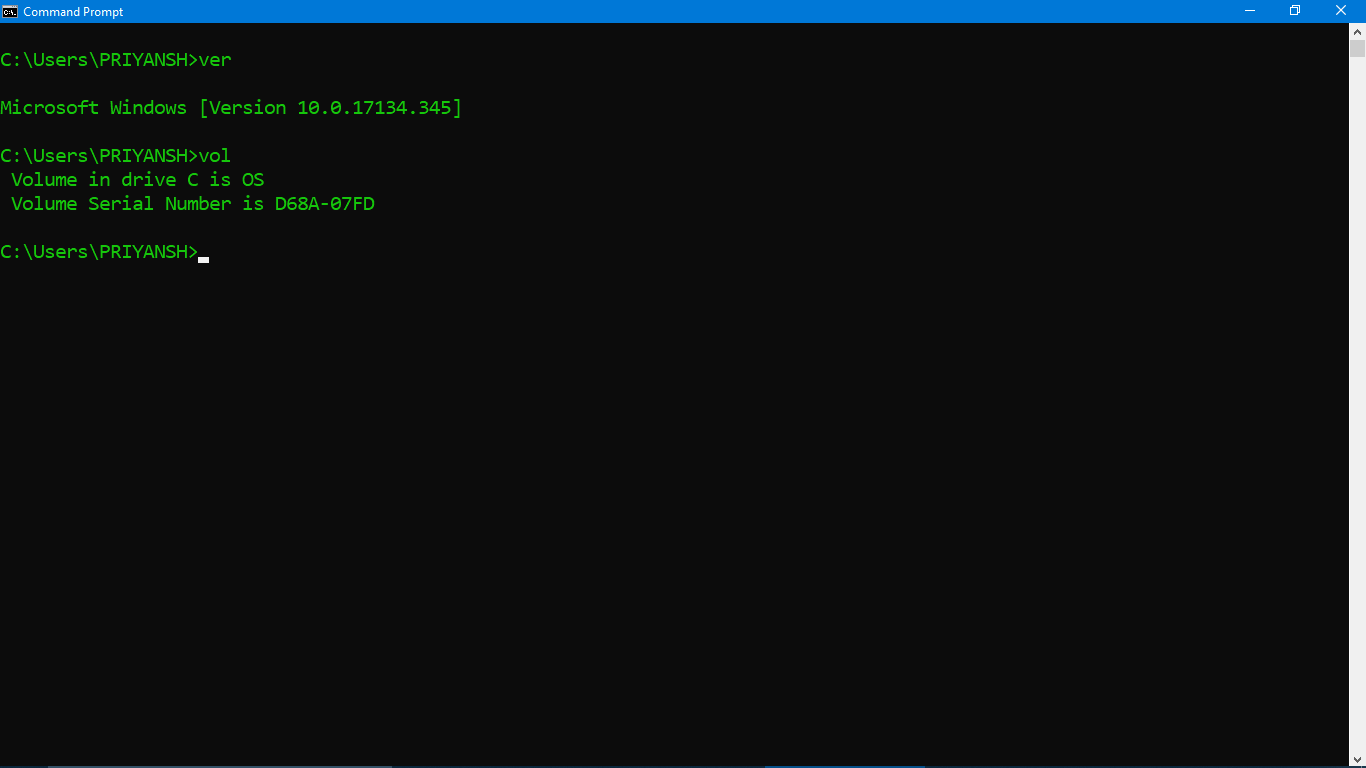 Command Prompt
C:\Users\PRIYANSH>ver
Microsoft Windows [Version 10.0.17134.345]
C:\Users\PRIYANSH>vol
Volume in drive C is OS
Volume Serial Number is D68A-07FD
C:\Users\PRIYANSH>